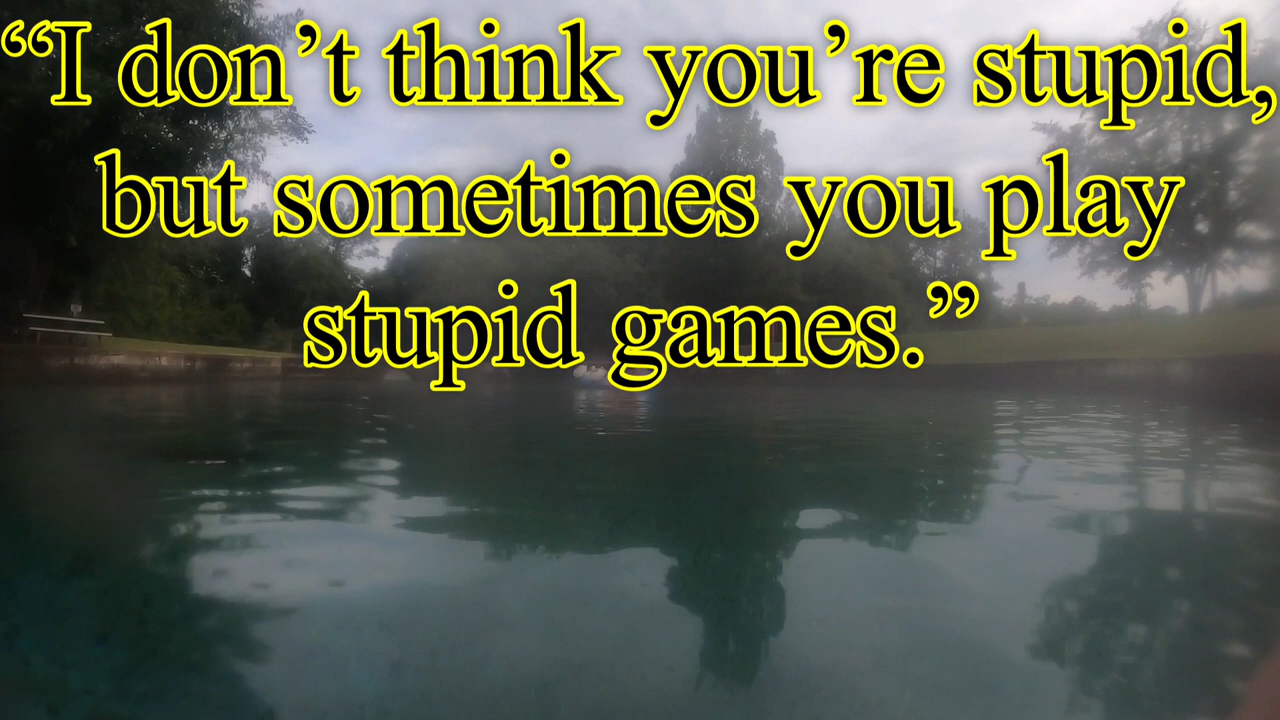 “I don’t think you’re stupid,
but sometimes you play
stupid games.”